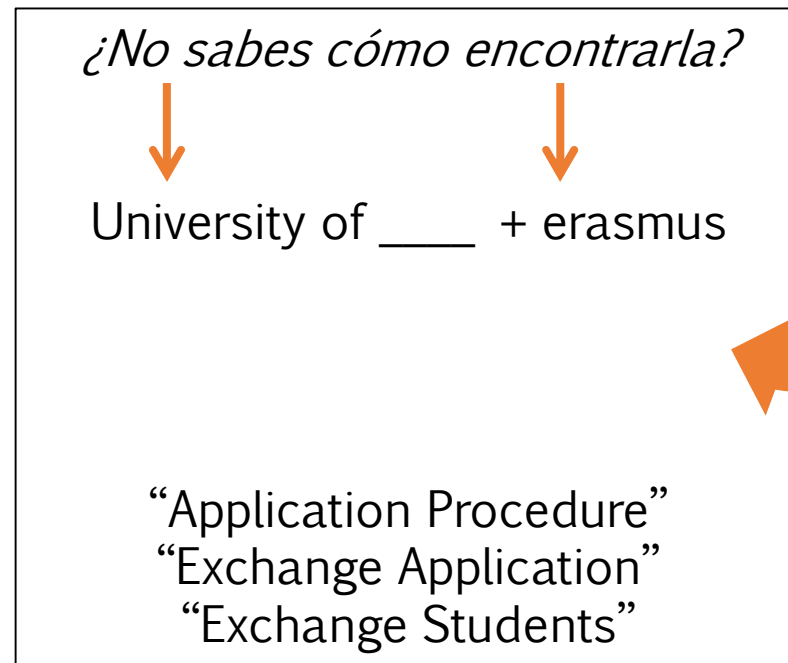 ¿No sabes cómo encontrarla?
University of ____ + erasmus
“Application Procedure”
“Exchange Application”
“Exchange Students”